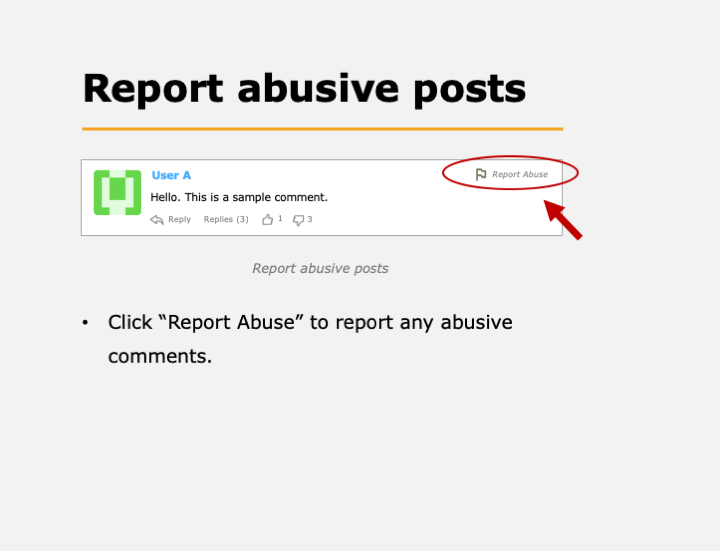 Report abusive posts
User A
Report Abuse
Hello. This is a sample comment.
Reply Replies (3) 1 3
Report abusive posts
• Click “Report Abuse” to report any abusive
comments.